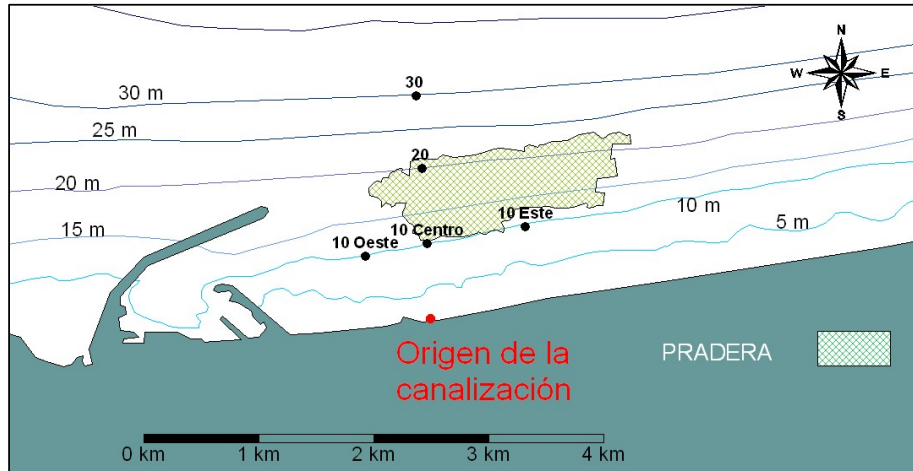 N
W E
S
30 m
30
25 m
20
20 m
10 Este
10 m
5 m
15 m
10 Oeste
10 Centro
Origen de la
canalización
PRADERA
0 km 1 km 2 km 3 km 4 km